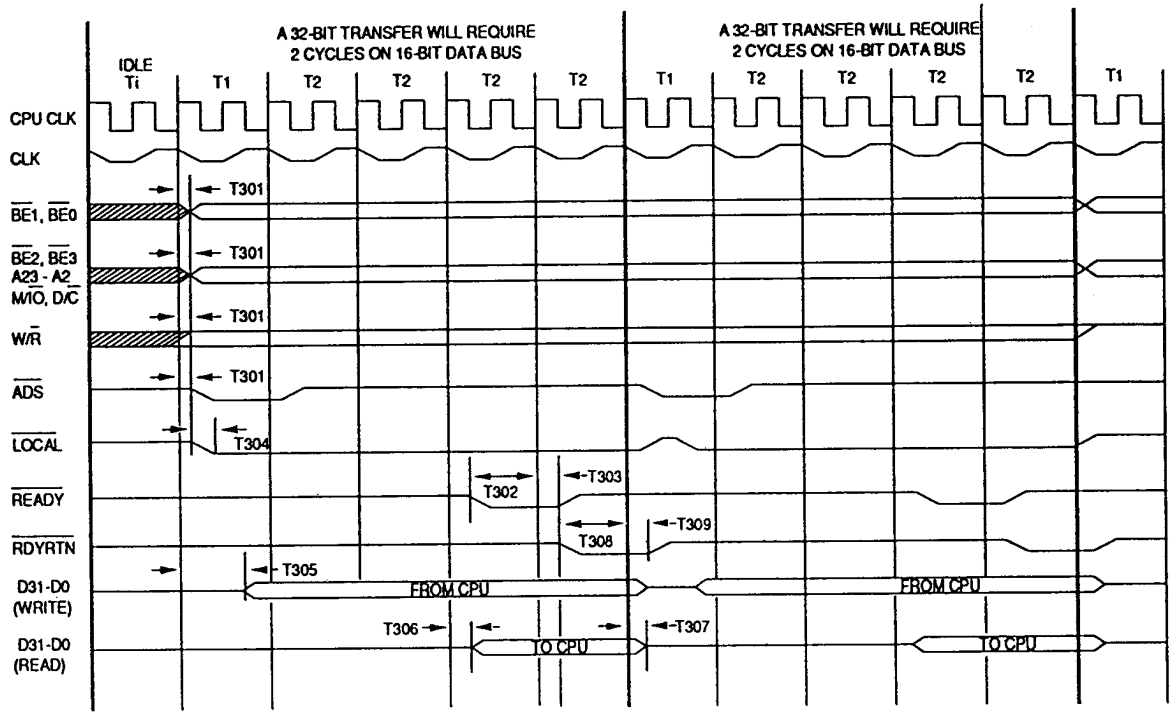 A 32-BIT TRANSFER WILL REQUIRE
2 CYCLES ON 16-BIT DATA BUS
A 32-BIT TRANSFER WILL REQUIRE
2 CYCLES ON 16-BIT DATA BUS
IDLE
Ti T1 T2 T2 T2 T2 T1 T2 T2 T2 T2 T1
CPU CLK
CLK
T301
BE1, BE0
T301
BE2, BE3
A23 - A2
M/IO, D/C
T301
W/R
T301
ADS
LOCAL T304
T303
READY T302
T309
RDYRTN T308
T305
D31-D0 FROM CPU FROM CPU
(WRITE)
T306 T307
D31-D0 TO CPU TO CPU
(READ)